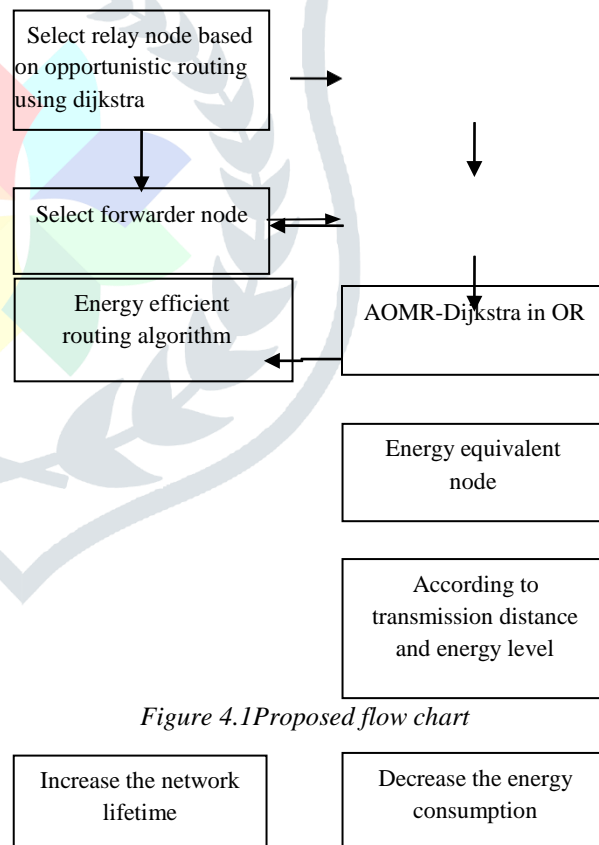 Select relay node based
on opportunistic routing
using dijkstra
Select forwarder node
Energy efficient
routing algorithm
AOMR-Dijkstra in OR
Energy equivalent
node
According to
transmission distance
and energy level
Figure 4.1Proposed flow chart
Increase the network
lifetime
Decrease the energy
consumption